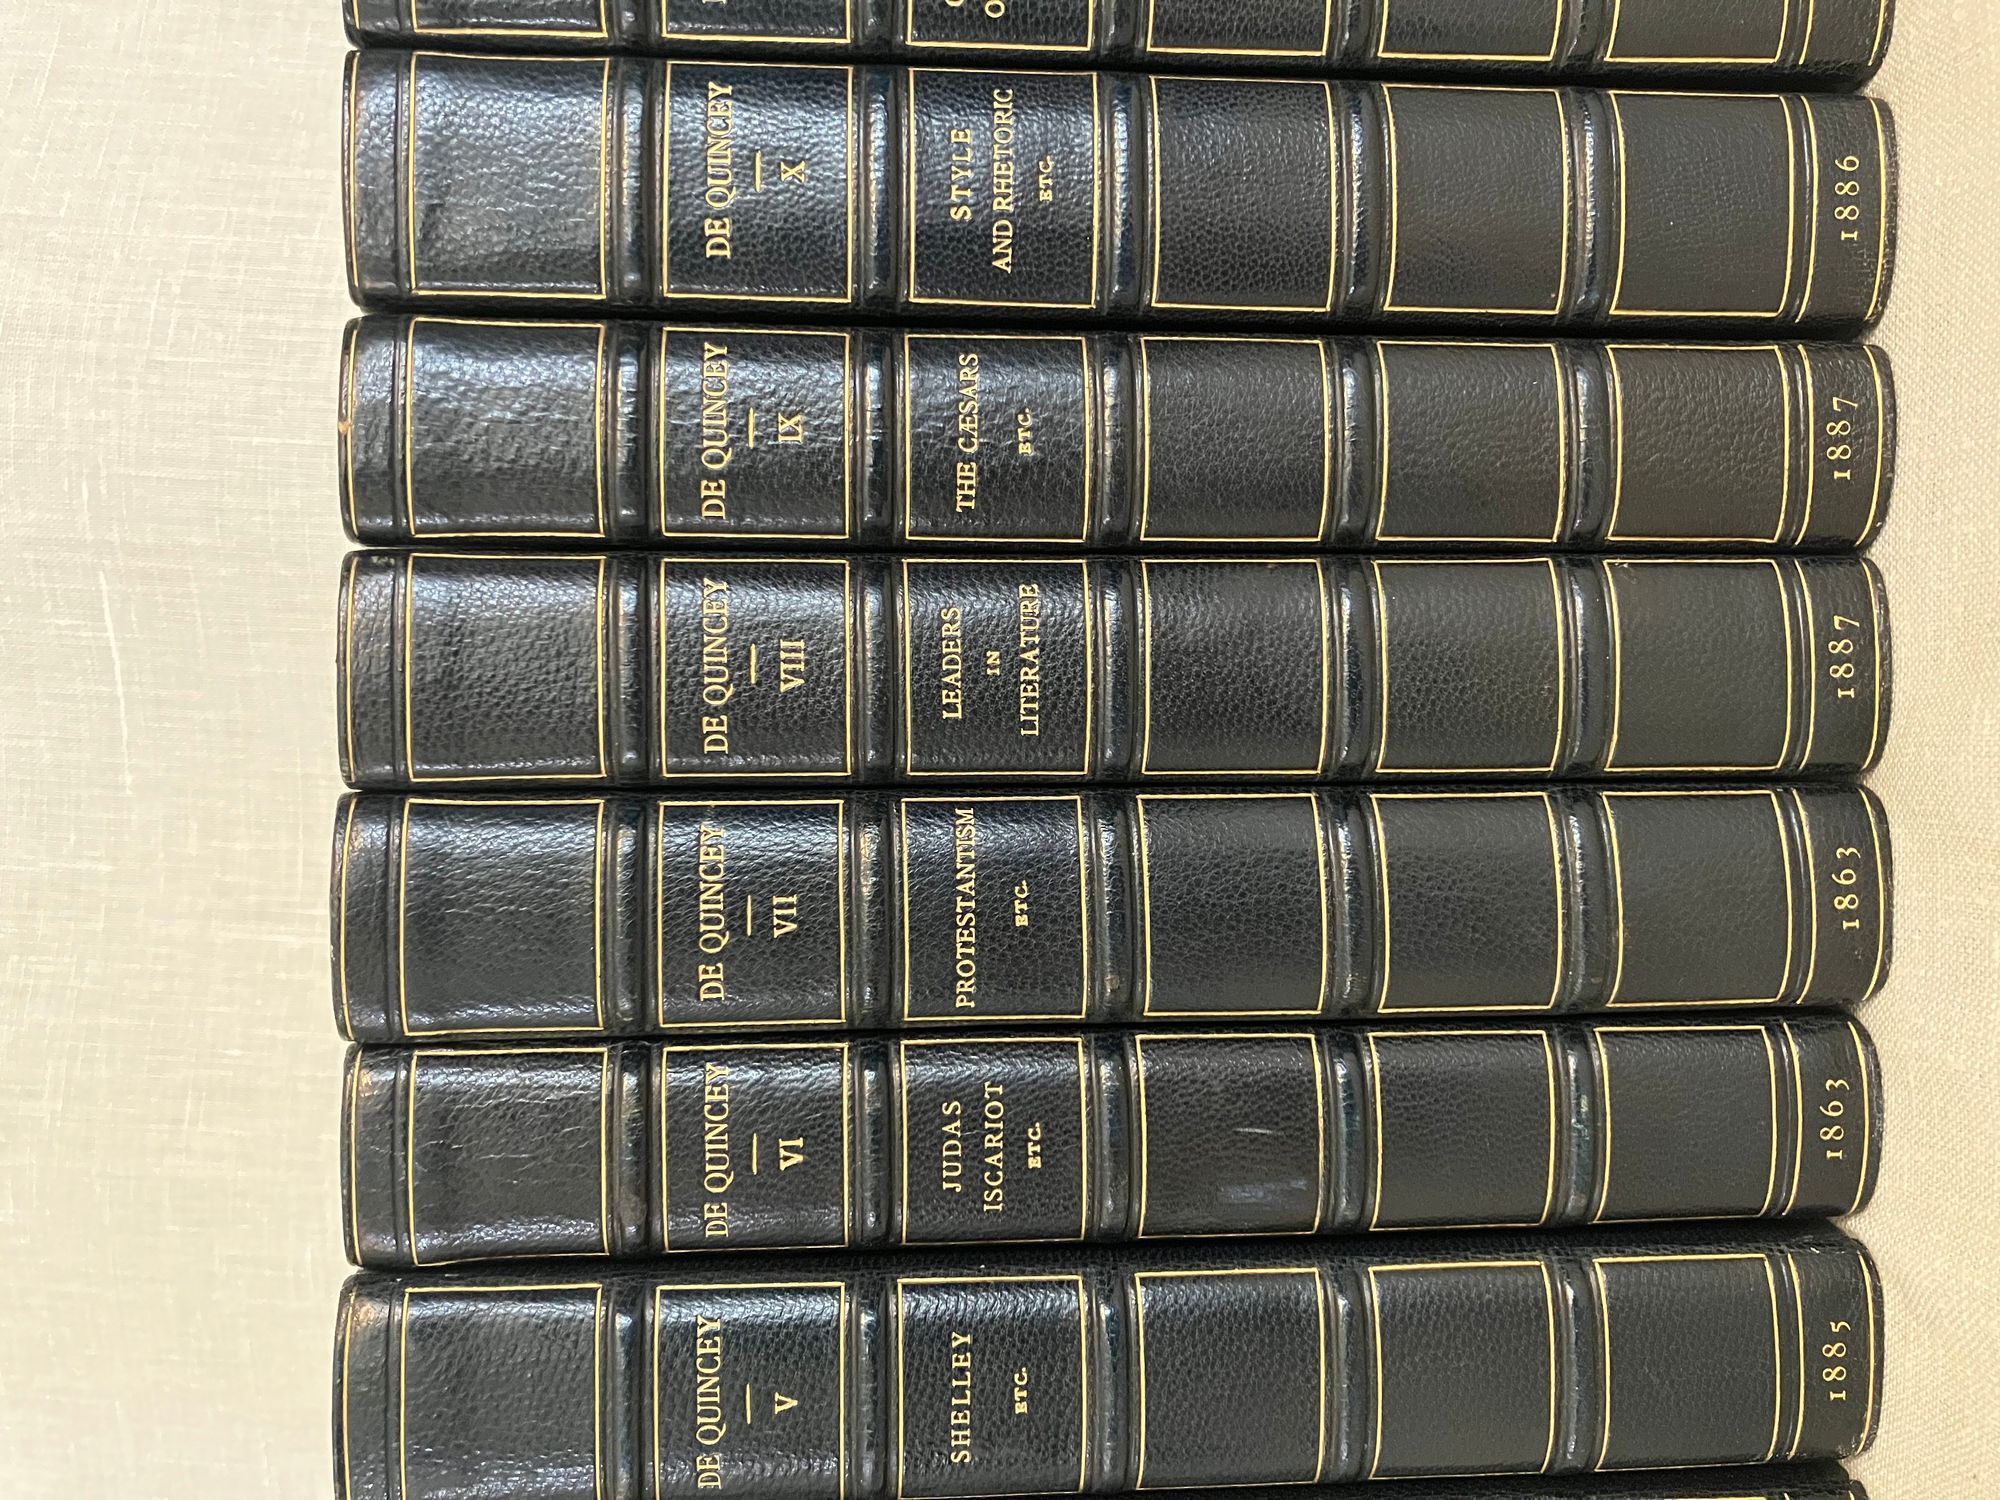 DE QUINCEY
V
SHELLEY
ETC.
1885
DE QUINCEY
VI
JUDAS
ISCARIOT
ETC.
1863
DE QUINCEY
VII
PROTESTANTISM
ETC.
1863
DE QUINCEY
VIII
LEADERS
IN
LITERATURE
1887
DE QUINCEY
IX
THE CÆSARS
ETC.
1887
DE QUINCEY
X
STYLE
AND RHETORIC
ETC.
1886